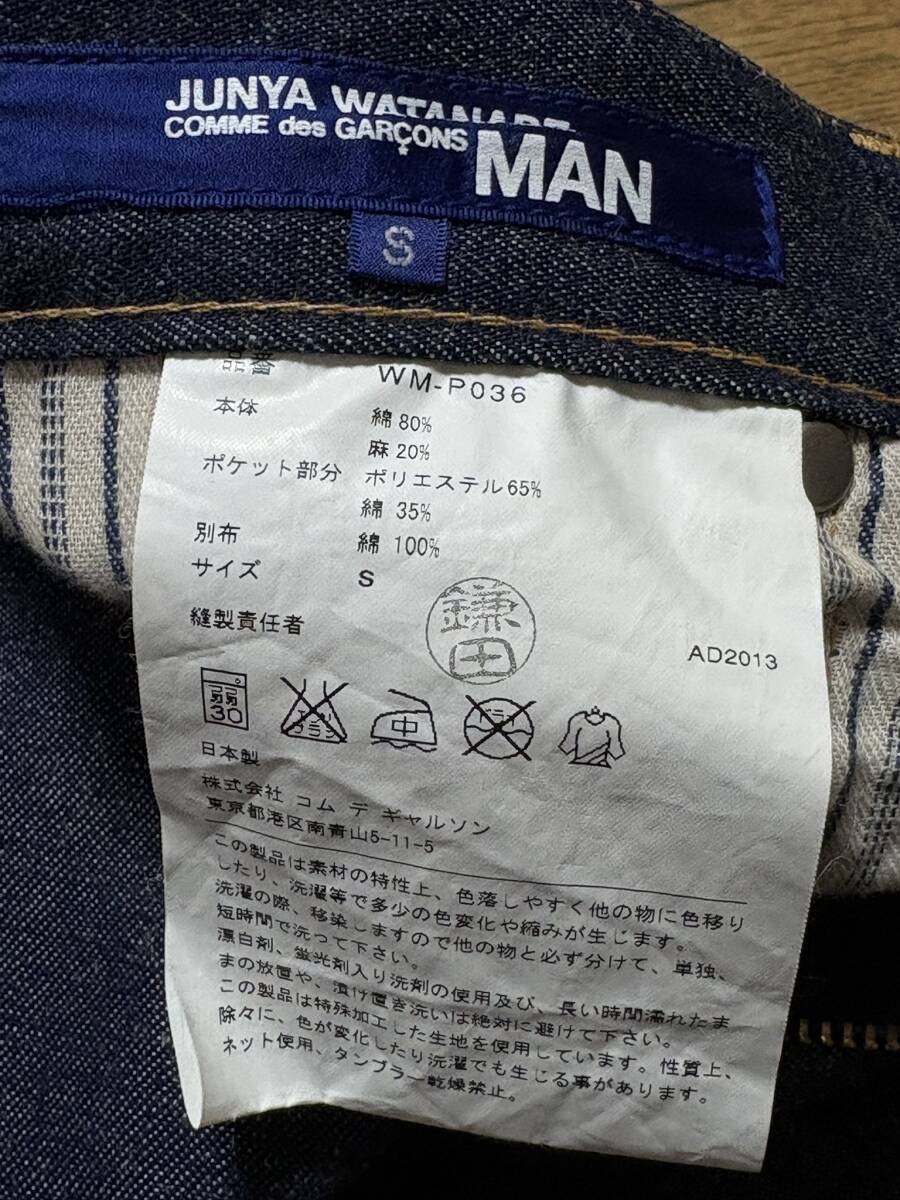 JUNYA WATANABE
COMME des GARÇONS
MAN
S
品番 WM-P036
本体 綿 80%
麻 20%
ポケット部分 ポリエステル 65%
綿 35%
別布 綿 100%
サイズ S
縫製責任者 鎌田
AD2013
弱
30
エンソ
サラシ
中
ドライ
日本製
株式会社 コム デ ギャルソン
東京都港区南青山5-11-5
この製品は素材の特性上、色落しやすく他の物に色移り
したり、洗濯等で多少の色変化や縮みが生じます。
洗濯の際、移染しますので他の物と必ず分けて、単独、
短時間で洗って下さい。
漂白剤、蛍光剤入り洗剤の使用及び、長い時間濡れたま
まの放置や、漬け置き洗いは絶対に避けて下さい。
この製品は特殊加工した生地を使用しています。性質上、
除々に、色が変化したり洗濯でも生じる事があります。
ネット使用、タンブラー乾燥禁止。